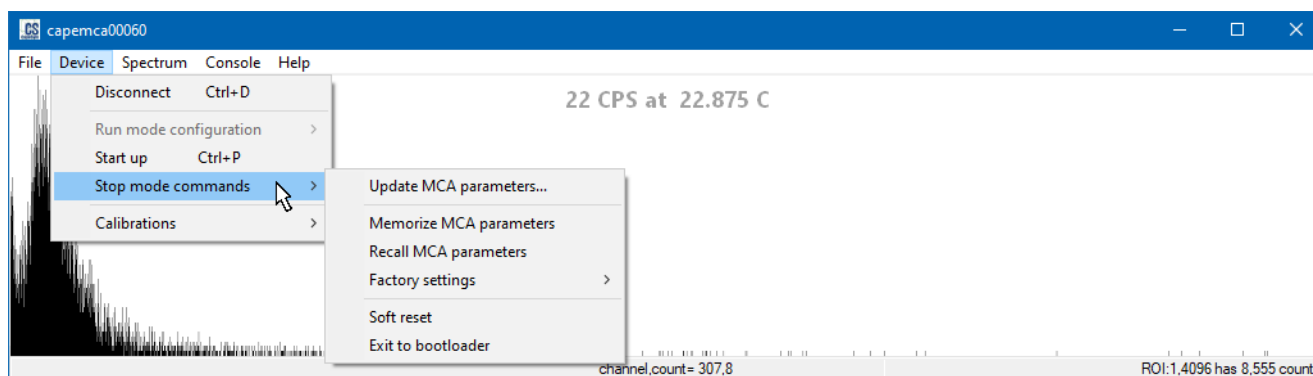 CS capemca00060
File Device Spectrum Console Help
22 CPS at 22.875 C
Disconnect Ctrl+D
Run mode configuration
Start up Ctrl+P
Stop mode commands
Calibrations
Update MCA parameters...
Memorize MCA parameters
Recall MCA parameters
Factory settings
Soft reset
Exit to bootloader
channel,count= 307,8 ROI:1,4096 has 8,555 count